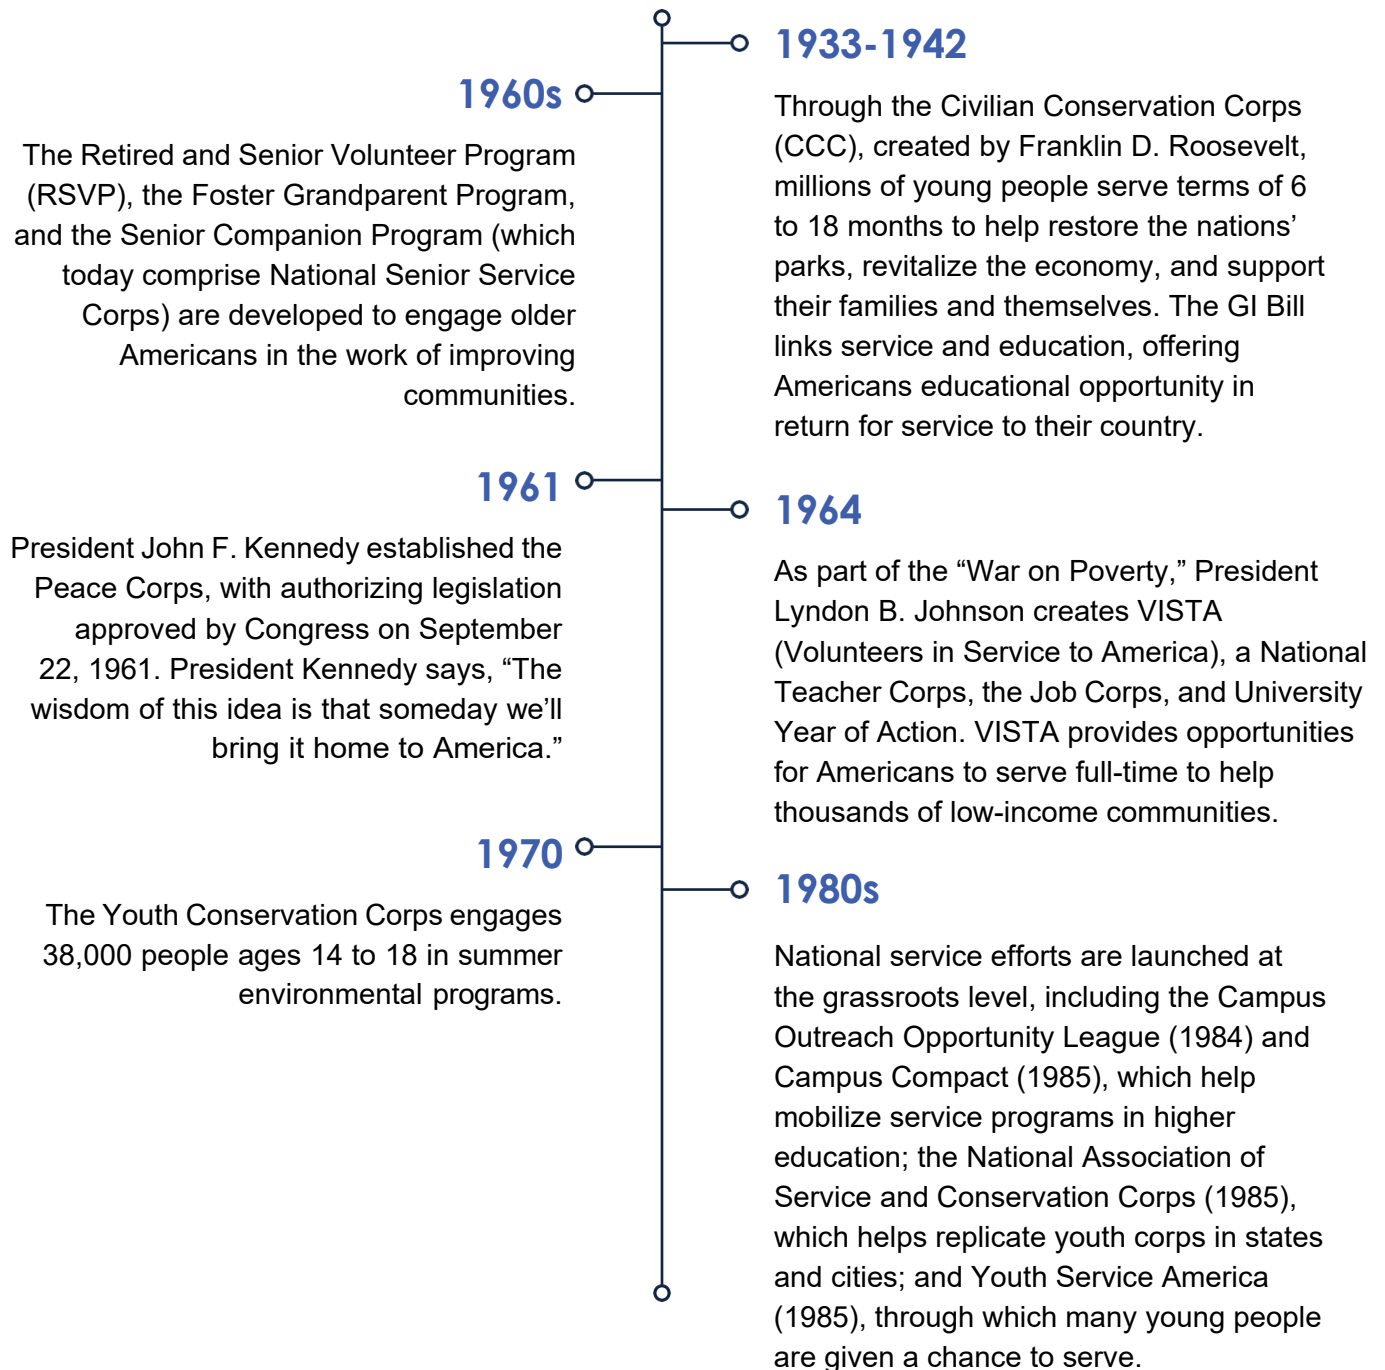 1933-1942
Through the Civilian Conservation Corps
(CCC), created by Franklin D. Roosevelt,
millions of young people serve terms of 6
to 18 months to help restore the nations’
parks, revitalize the economy, and support
their families and themselves. The GI Bill
links service and education, offering
Americans educational opportunity in
return for service to their country.
1960s
The Retired and Senior Volunteer Program
(RSVP), the Foster Grandparent Program,
and the Senior Companion Program (which
today comprise National Senior Service
Corps) are developed to engage older
Americans in the work of improving
communities.
1961
President John F. Kennedy established the
Peace Corps, with authorizing legislation
approved by Congress on September
22, 1961. President Kennedy says, “The
wisdom of this idea is that someday we’ll
bring it home to America.”
1964
As part of the “War on Poverty,” President
Lyndon B. Johnson creates VISTA
(Volunteers in Service to America), a National
Teacher Corps, the Job Corps, and University
Year of Action. VISTA provides opportunities
for Americans to serve full-time to help
thousands of low-income communities.
1970
The Youth Conservation Corps engages
38,000 people ages 14 to 18 in summer
environmental programs.
1980s
National service efforts are launched at
the grassroots level, including the Campus
Outreach Opportunity League (1984) and
Campus Compact (1985), which help
mobilize service programs in higher
education; the National Association of
Service and Conservation Corps (1985),
which helps replicate youth corps in states
and cities; and Youth Service America
(1985), through which many young people
are given a chance to serve.